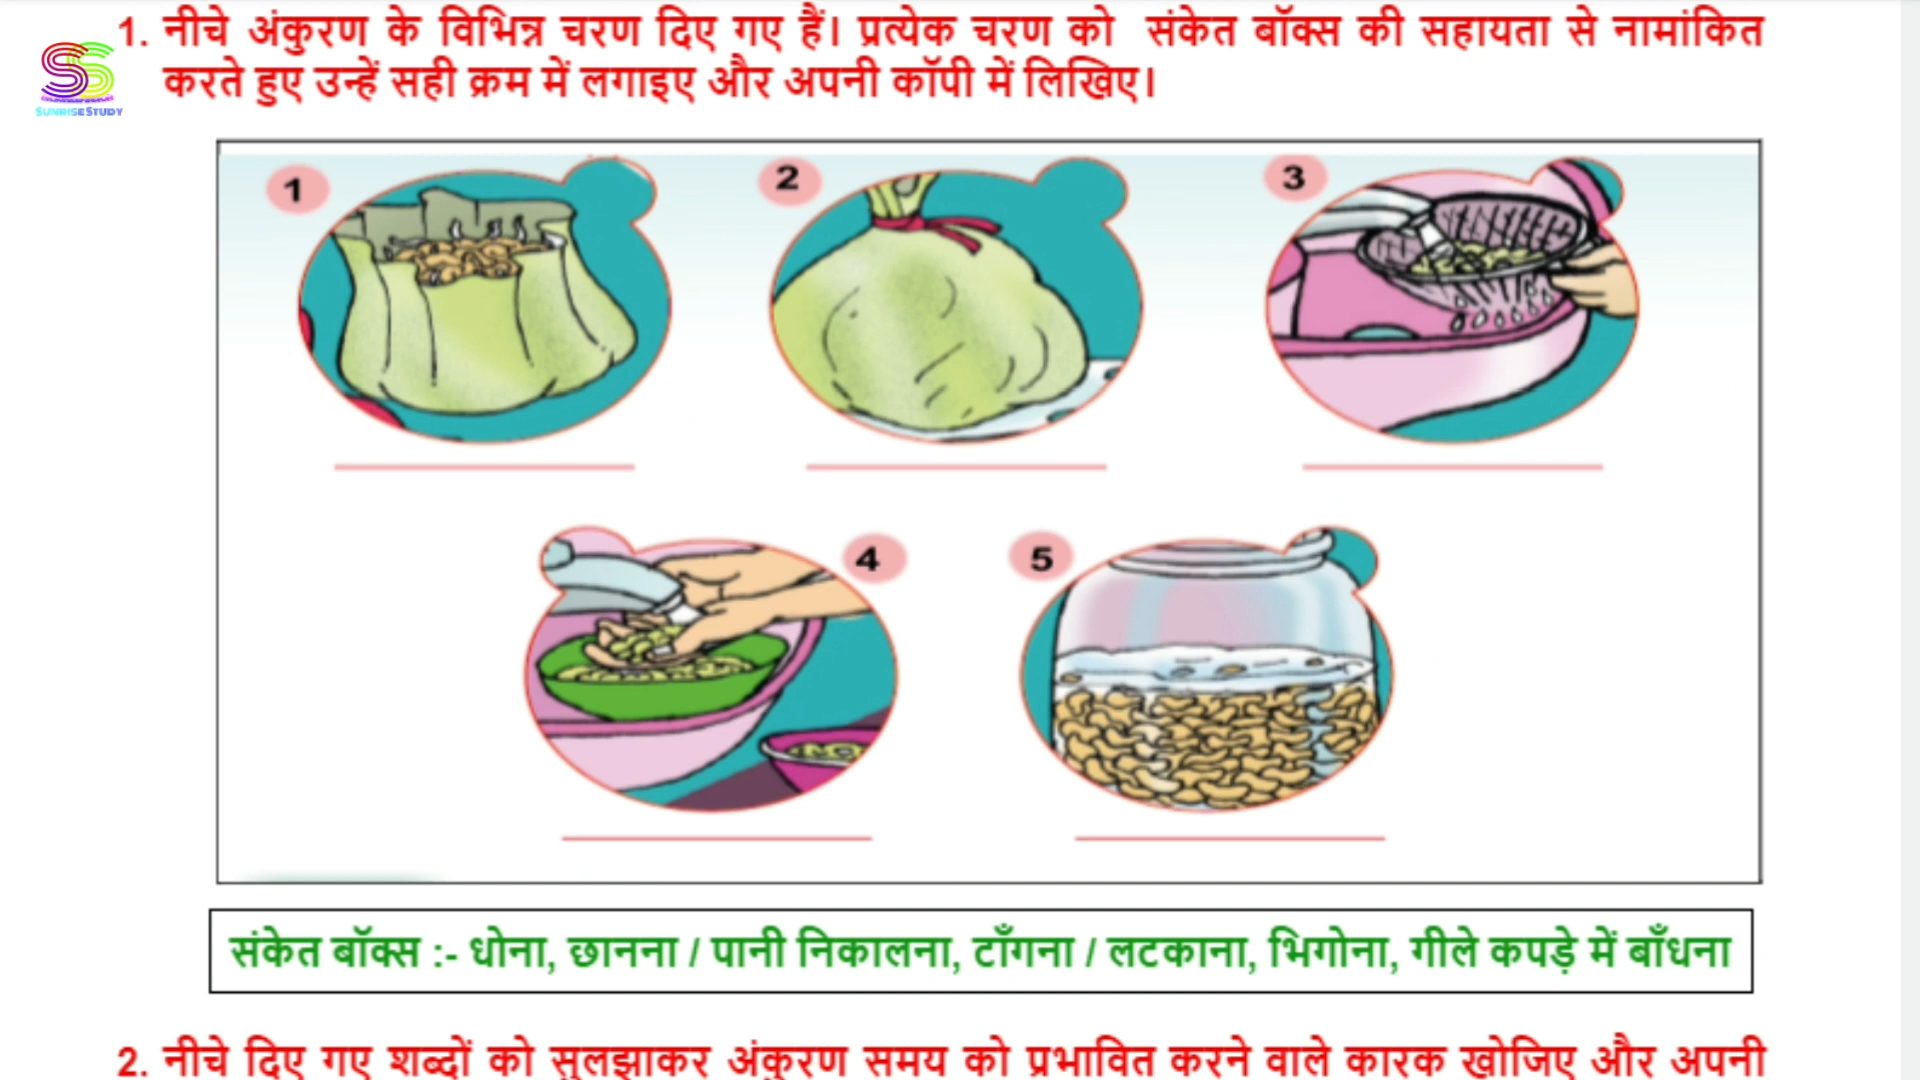 1. नीचे अंकुरण के विभिन्न चरण दिए गए हैं। प्रत्येक चरण को संकेत बॉक्स की सहायता से नामांकित
करते हुए उन्हें सही क्रम में लगाइए और अपनी कॉपी में लिखिए।
SUNRISE STUDY
1
2
3
4
5
संकेत बॉक्स :- धोना, छानना / पानी निकालना, टाँगना / लटकाना, भिगोना, गीले कपड़े में बाँधना
2. नीचे दिए गए शब्दों को सुलझाकर अंकुरण समय को प्रभावित करने वाले कारक खोजिए और अपनी